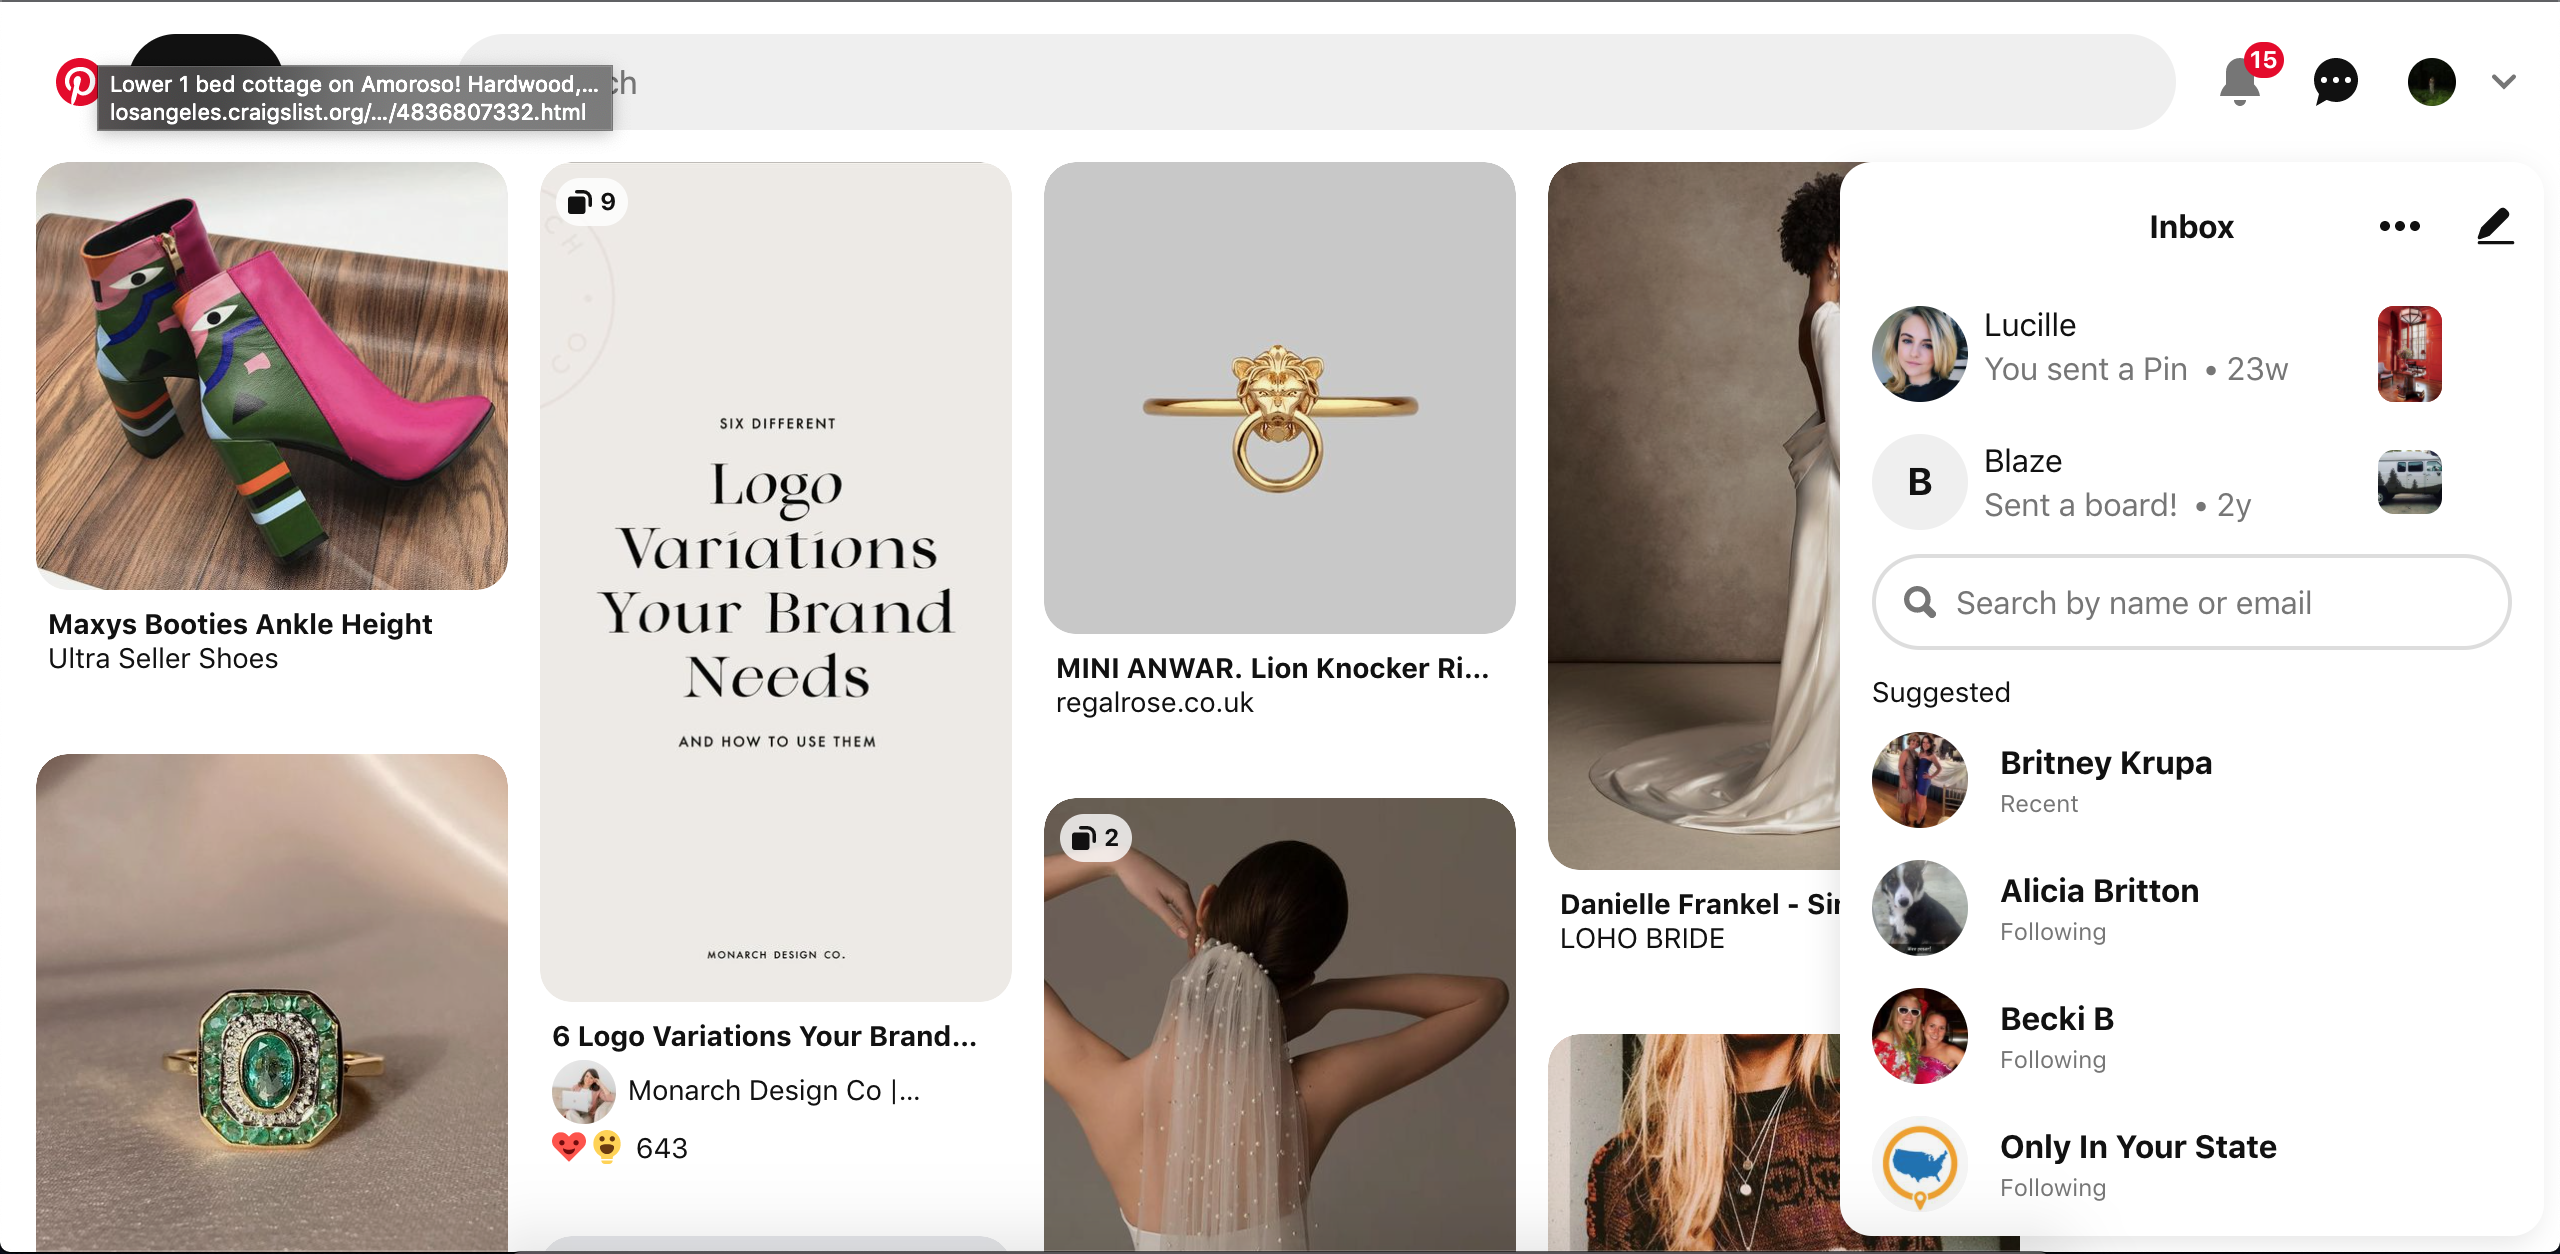 Lower 1 bed cottage on Amoroso! Hardwood,...
losangeles.craigslist.org/.../4836807332.html
ch
15
Inbox
Lucille
You sent a Pin • 23w
B
Blaze
Sent a board! • 2y
Search by name or email
Suggested
Britney Krupa
Recent
Alicia Britton
Following
Becki B
Following
Only In Your State
Following
Maxys Booties Ankle Height
Ultra Seller Shoes
9
CH
CO
SIX DIFFERENT
Logo
Variations
Your Brand
Needs
AND HOW TO USE THEM
MONARCH DESIGN CO.
6 Logo Variations Your Brand...
Monarch Design Co |...
643
MINI ANWAR. Lion Knocker Ri...
regalrose.co.uk
2
Danielle Frankel - Sir
LOHO BRIDE